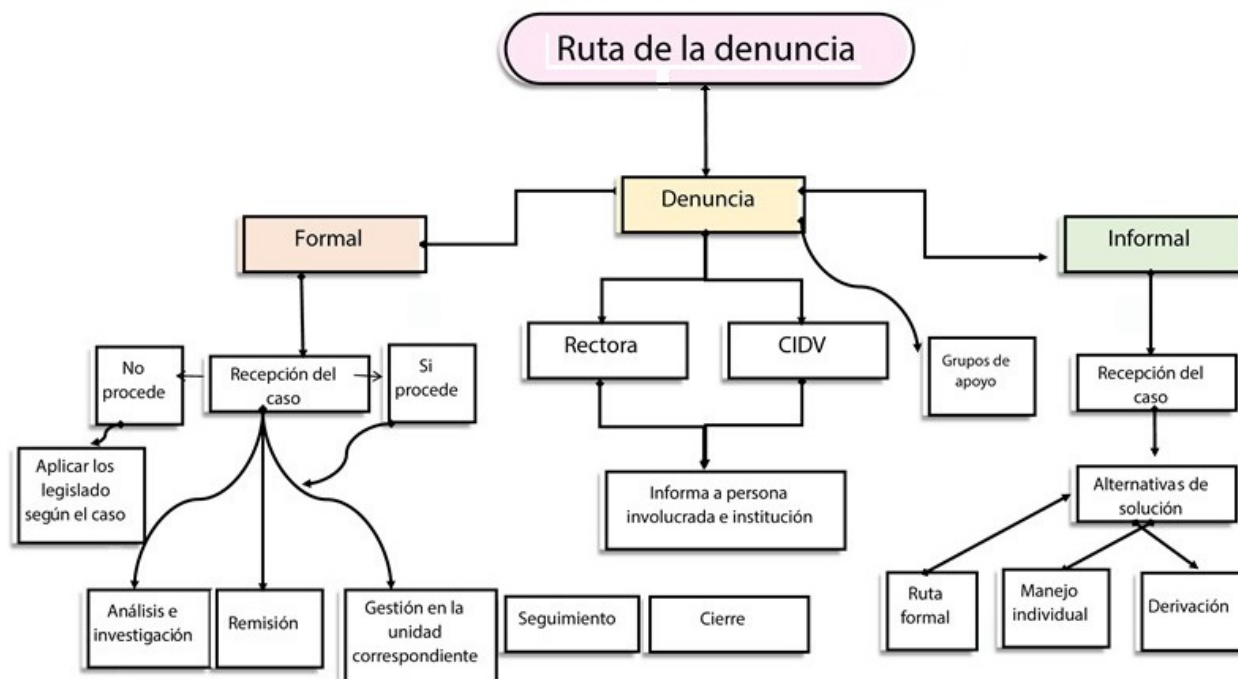 Ruta de la denuncia
Denuncia
Formal
Informal
Rectora
CIDV
Grupos de
apoyo
No
procede
Recepción del
caso
Si
procede
Recepción del
caso
Aplicar los
legislado
según el caso
Informa a persona
involucrada e institución
Alternativas de
solución
Análisis e
investigación
Remisión
Gestión en la
unidad
correspondiente
Seguimiento
Cierre
Ruta
formal
Manejo
individual
Derivación